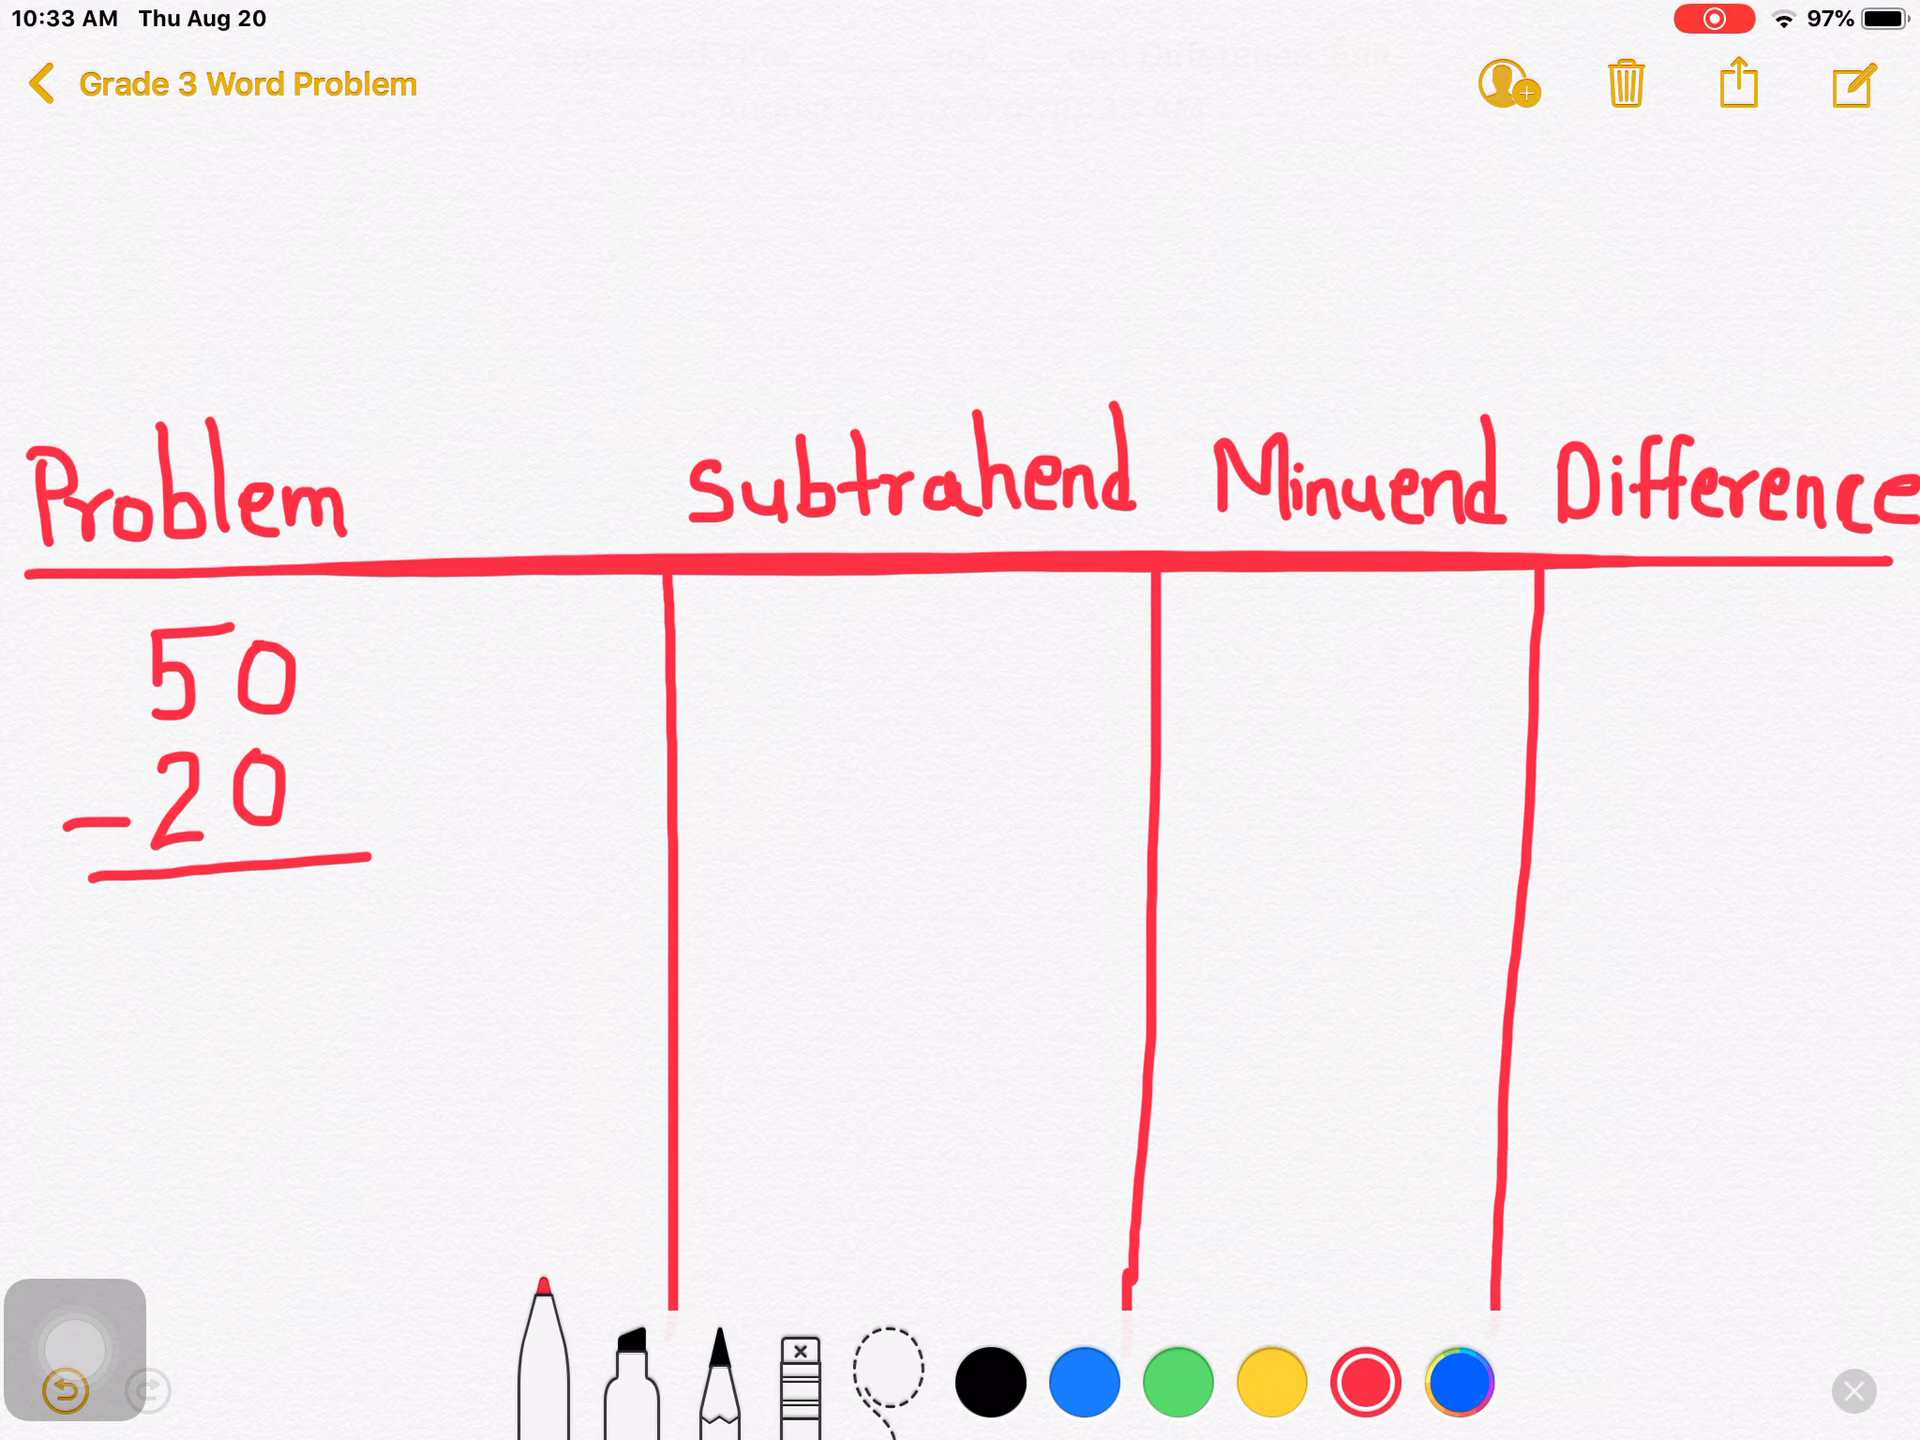 10:33 AM Thu Aug 20 97%
Grade 3 Word Problem
Problem Subtrahend Minuend Difference
50
-20